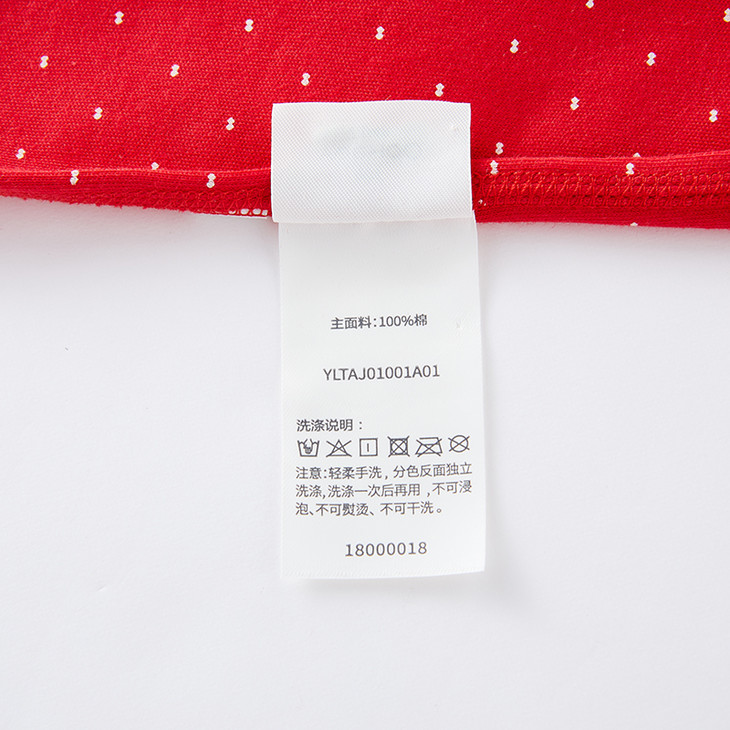 主面料:100%棉
YLTAJ01001A01
洗涤说明：
注意:轻柔手洗，分色反面独立
洗涤,洗涤一次后再用，不可浸
泡、不可熨烫、不可干洗。
18000018